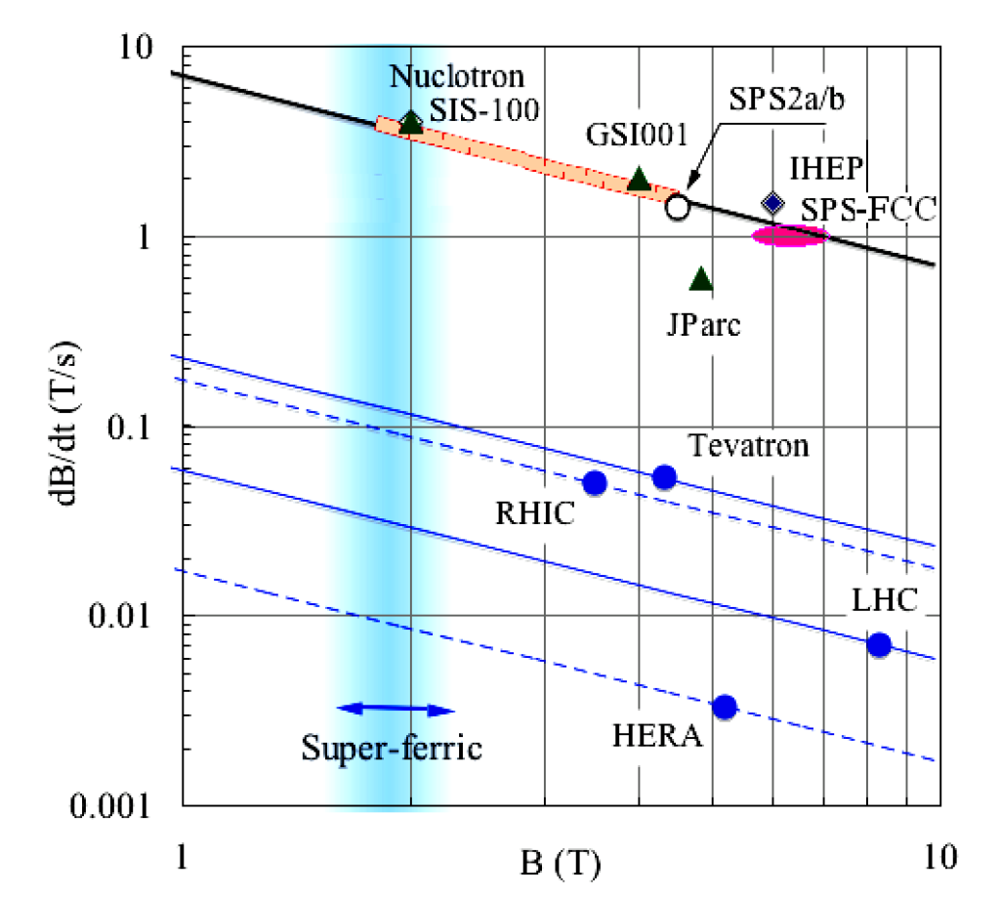 10
Nuclotron
SIS-100
SPS2a/b
GSI001
IHEP
SPS-FCC
1
JParc
dB/dt (T/s)
0.1
Tevatron
RHIC
LHC
0.01
HERA
Super-ferric
0.001
1
B (T)
10